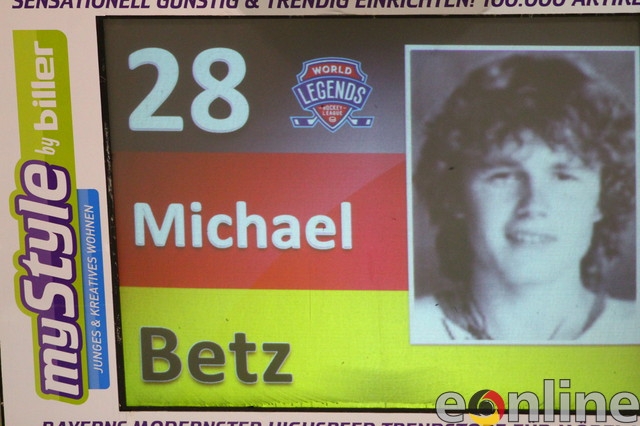 SENSATIONELL GÜNSTIG & TRENDIG EINRICHTEN! 100.000 ARTIKE
myStyle by biller
JUNGES & KREATIVES WOHNEN
28
WORLD
LEGENDS
HOCKEY
LEAGUE
Michael
Betz
eonline